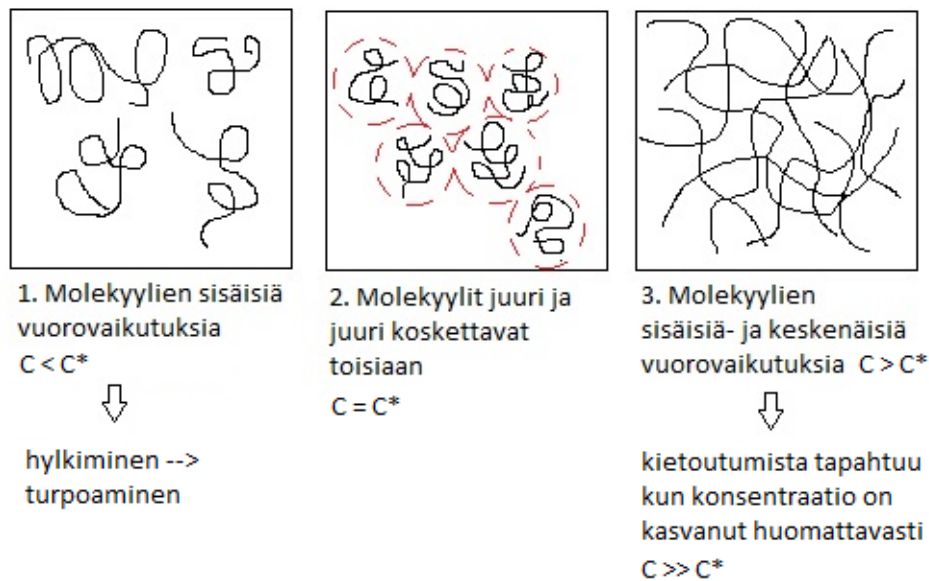 1. Molekyylien sisäisiä
vuorovaikutuksia
C < C*
hylkiminen -->
turpoaminen
2. Molekyylit juuri ja
juuri koskettavat
toisiaan
C = C*
3. Molekyylien
sisäisiä- ja keskenäisiä
vuorovaikutuksia C > C*
kietoutumista tapahtuu
kun konsentraatio on
kasvanut huomattavasti
C >> C*